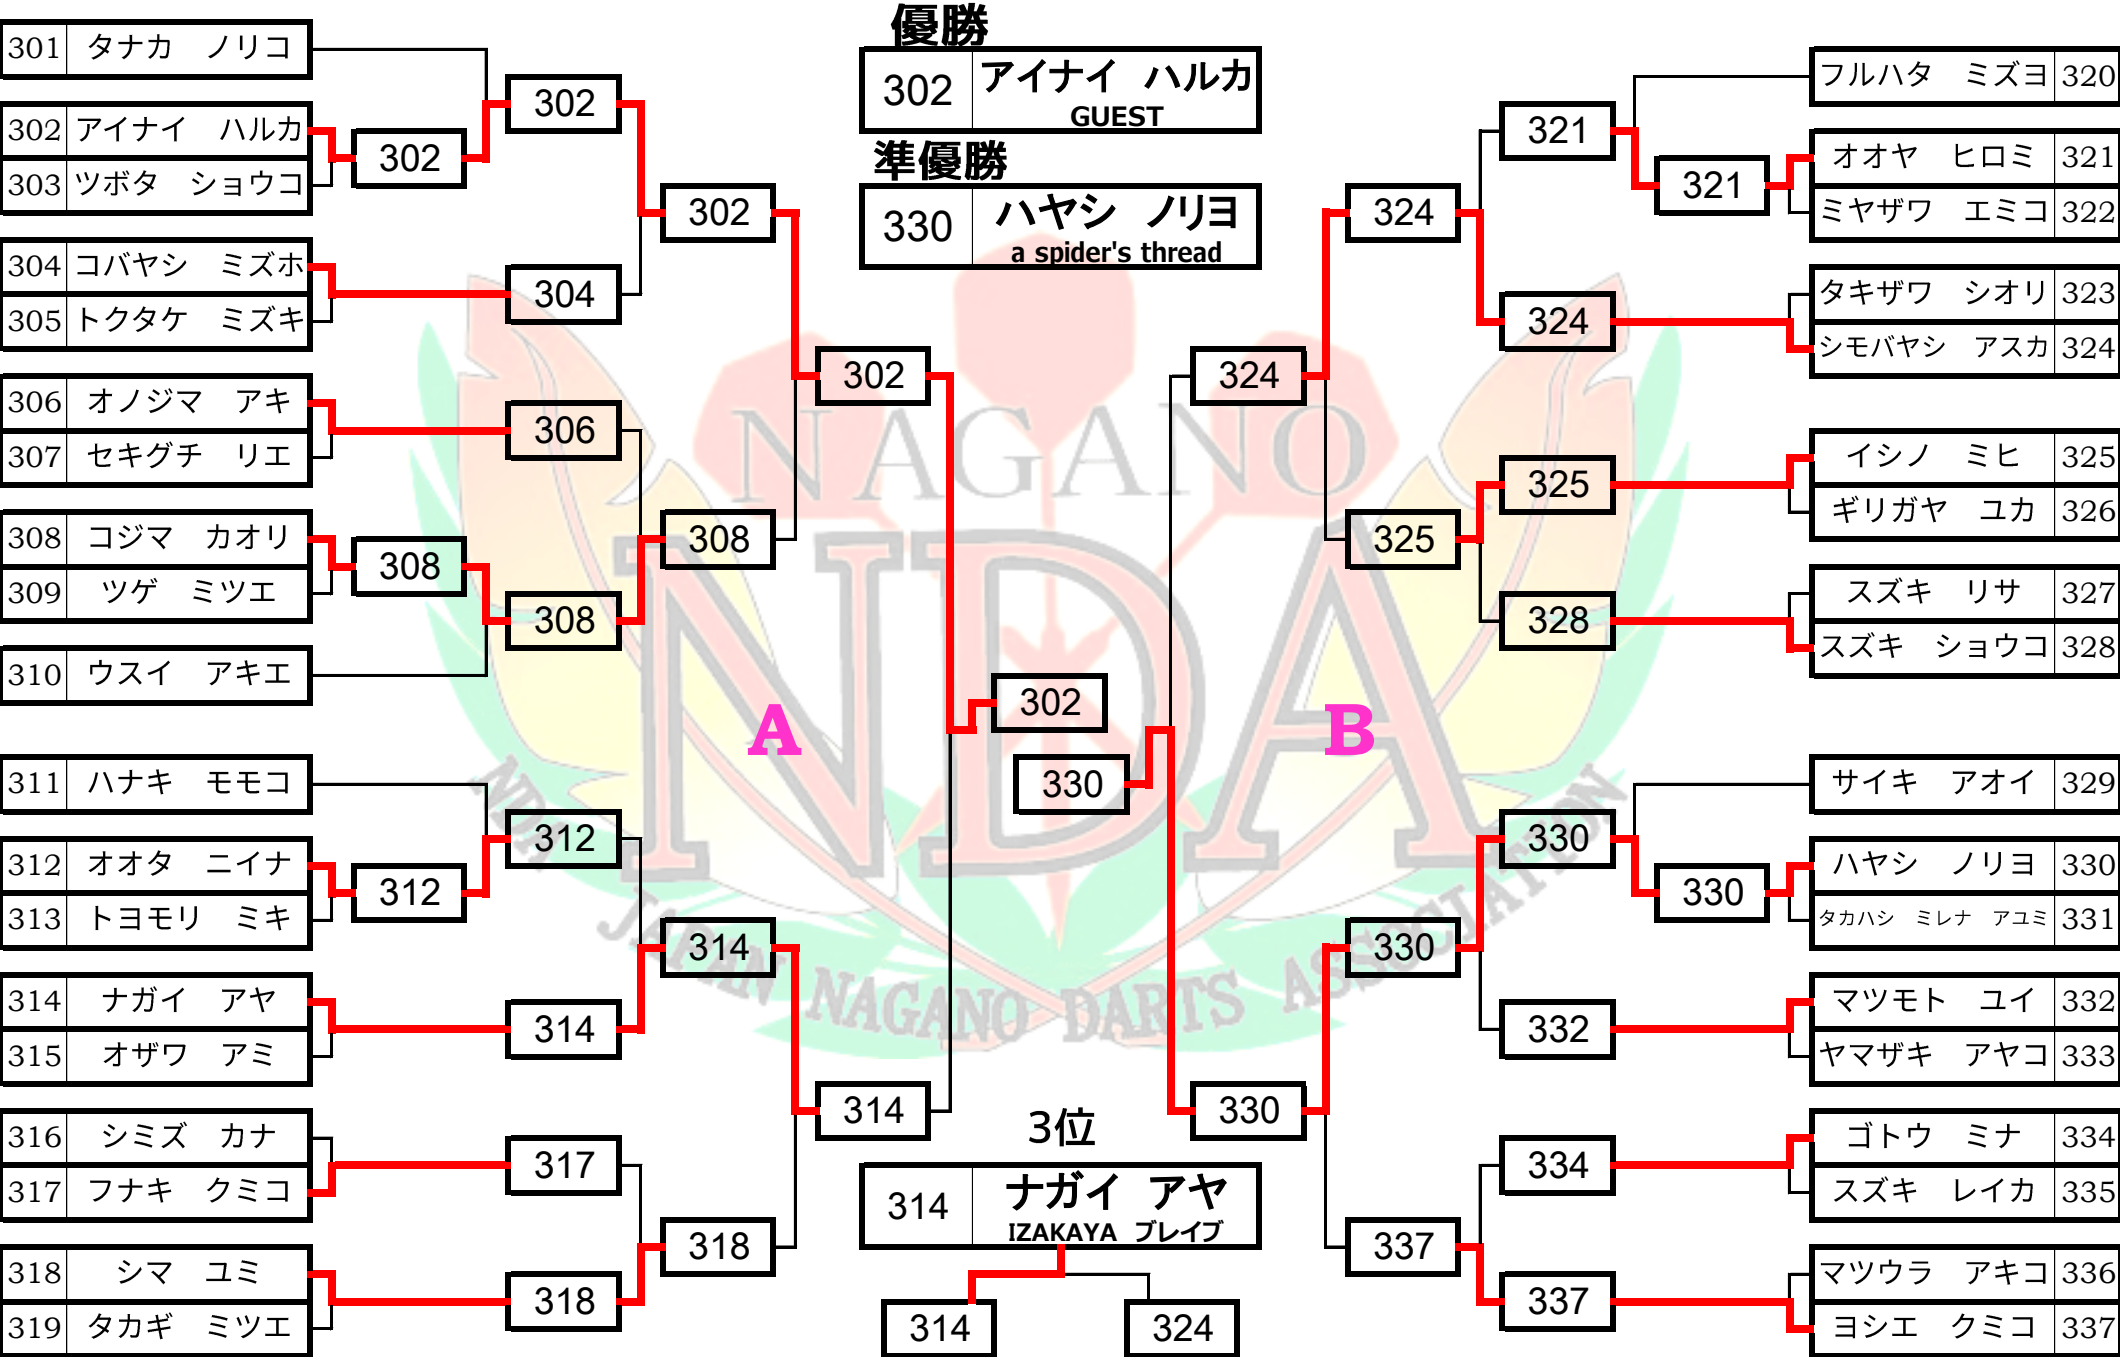 優勝
302 アイナイ ハルカ
GUEST
準優勝
330 ハヤシ ノリヨ
a spider's thread
301 タナカ ノリコ
302 アイナイ ハルカ
303 ツボタ ショウコ
304 コバヤシ ミズホ
305 トクタケ ミズキ
306 オノジマ アキ
307 セキグチ リエ
308 コジマ カオリ
309 ツゲ ミツエ
310 ウスイ アキエ
311 ハナキ モモコ
312 オオタ ニイナ
313 トヨモリ ミキ
314 ナガイ アヤ
315 オザワ アミ
316 シミズ カナ
317 フナキ クミコ
318 シマ ユミ
319 タカギ ミツエ
302
308
312
302
304
306
308
312
314
317
318
302
308
314
318
302
314
A
302
330
B
324
330
324
325
330
337
321
324
325
328
330
332
334
337
321
330
フルハタ ミズヨ 320
オオヤ ヒロミ 321
ミヤザワ エミコ 322
タキザワ シオリ 323
シモバヤシ アスカ 324
イシノ ミヒ 325
ギリガヤ ユカ 326
スズキ リサ 327
スズキ ショウコ 328
サイキ アオイ 329
ハヤシ ノリヨ 330
タカハシ ミレナ アユミ 331
マツモト ユイ 332
ヤマザキ アヤコ 333
ゴトウ ミナ 334
スズキ レイカ 335
マツウラ アキコ 336
ヨシエ クミコ 337
3位
314 ナガイ アヤ
IZAKAYA ブレイブ
314
324
NAGANO
NDA
NDA JAPAN NAGANO DARTS ASSOCIATION